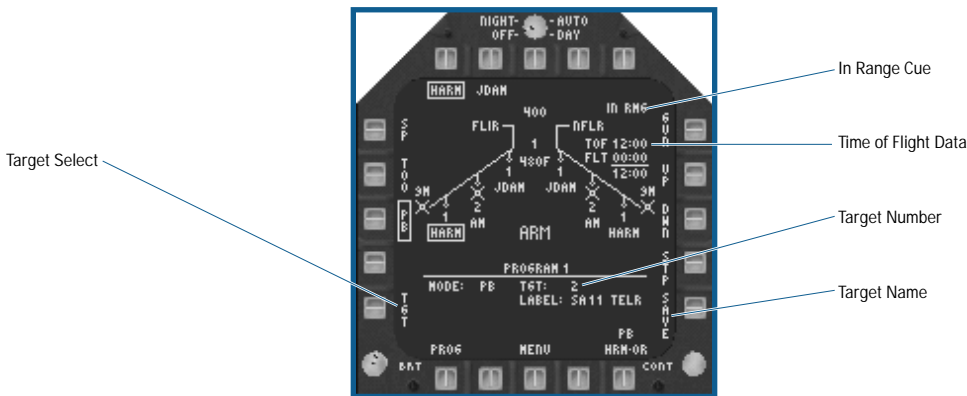 NIGHT- -AUTO
OFF- -DAY
HARM JDAM
IN RNG
400
FLIR NFLR
1
TOF 12:00
FLT 00:00
480F
12:00
1 1
JDAM JDAM
9M 9M
2 2
AM AM
1 1
HARM HARM
ARM
SP
TOO
PB
TGT
GUN
UP
DWN
STP
SAVE
PROGRAM 1
MODE: PB TGT: 2
LABEL: SA11 TELR
PB
PROG MENU HRM-OR
BRT CONT
Target Select
In Range Cue
Time of Flight Data
Target Number
Target Name